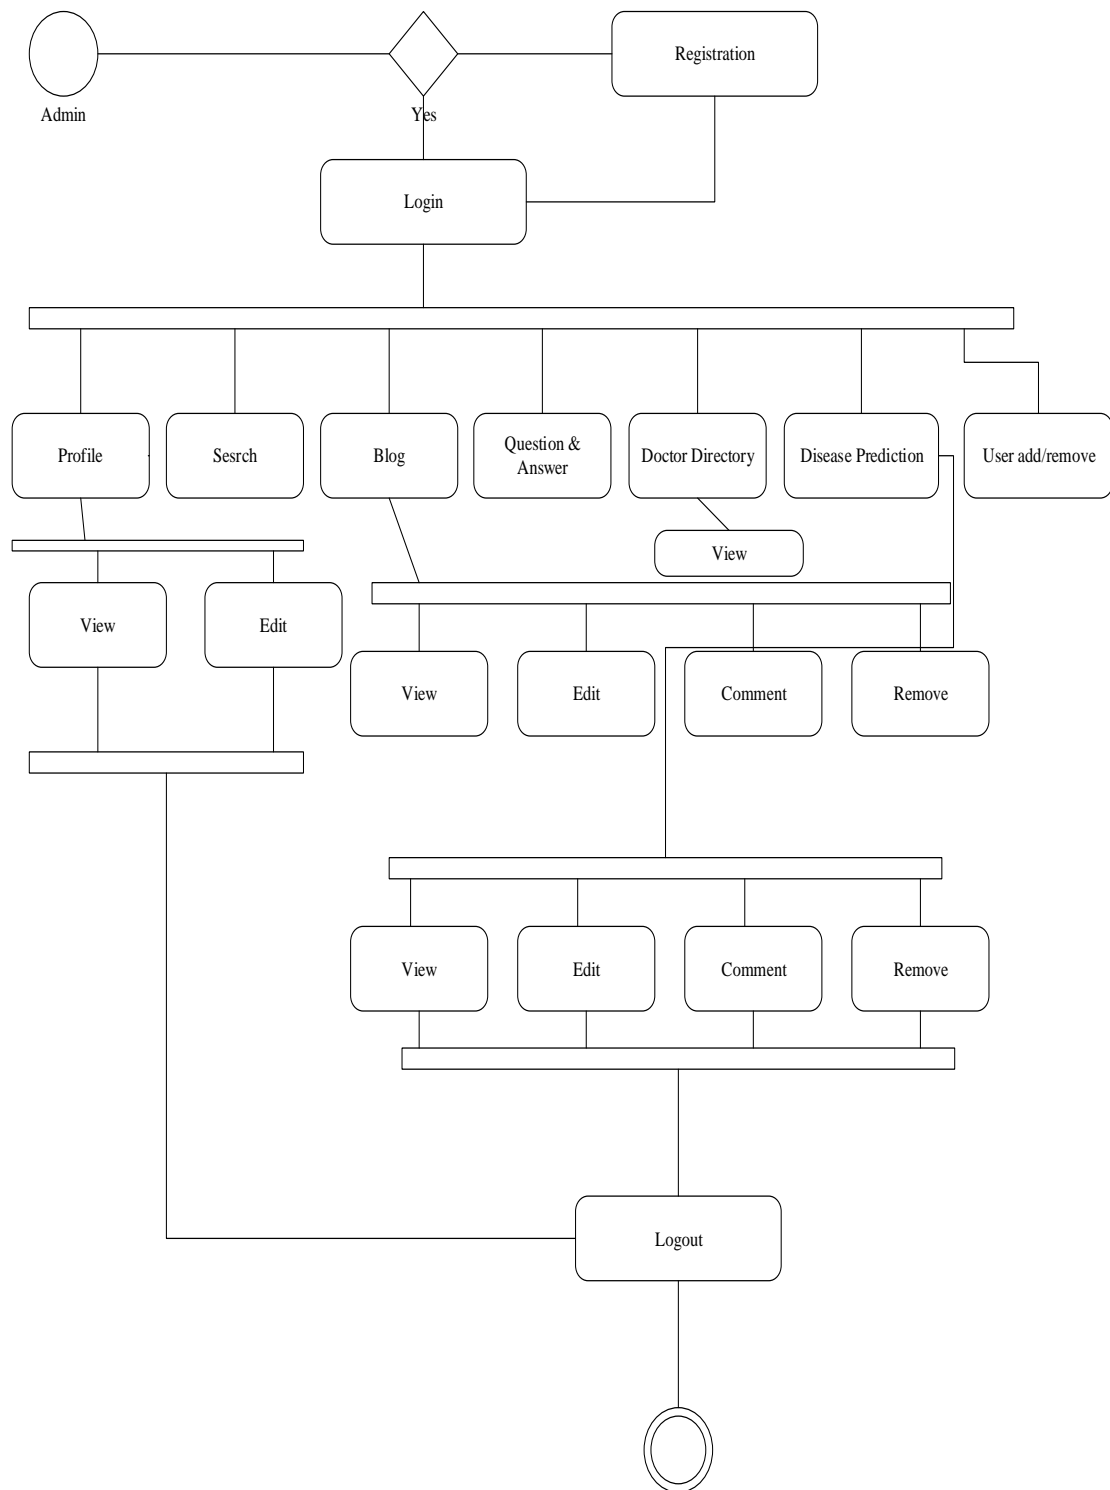 Registration
Admin
Yes
Login
Profile
Sesrch
Blog
Question &
Answer
Doctor Directory
Disease Prediction
User add/remove
View
View
Edit
View
Edit
Comment
Remove
View
Edit
Comment
Remove
Logout